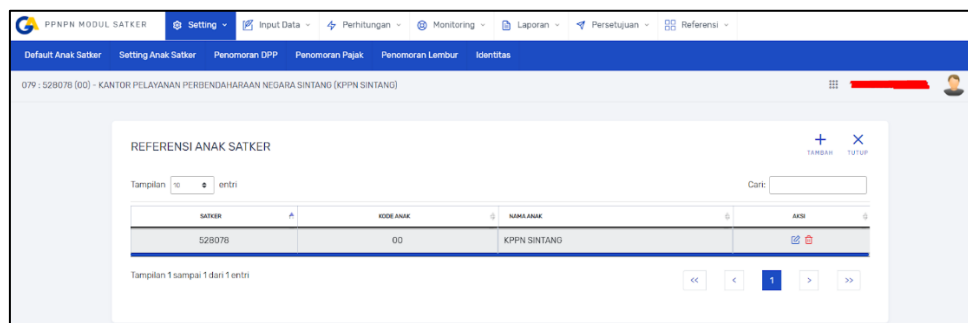 PPNPN MODUL SATKER Setting Input Data Perhitungan Monitoring Laporan Persetujuan Referensi
Default Anak Satker Setting Anak Satker Penomoran DPP Penomoran Pajak Penomoran Lembur Identitas
079 : 528078 (00) - KANTOR PELAYANAN PERBENDAHARAAN NEGARA SINTANG (KPPN SINTANG)
REFERENSI ANAK SATKER
TAMBAH TUTUP
Tampilan 10 entri Cari:
SATKER KODE ANAK NAMA ANAK AKSI
528078 00 KPPN SINTANG
Tampilan 1 sampai 1 dari 1 entri << < 1 > >>